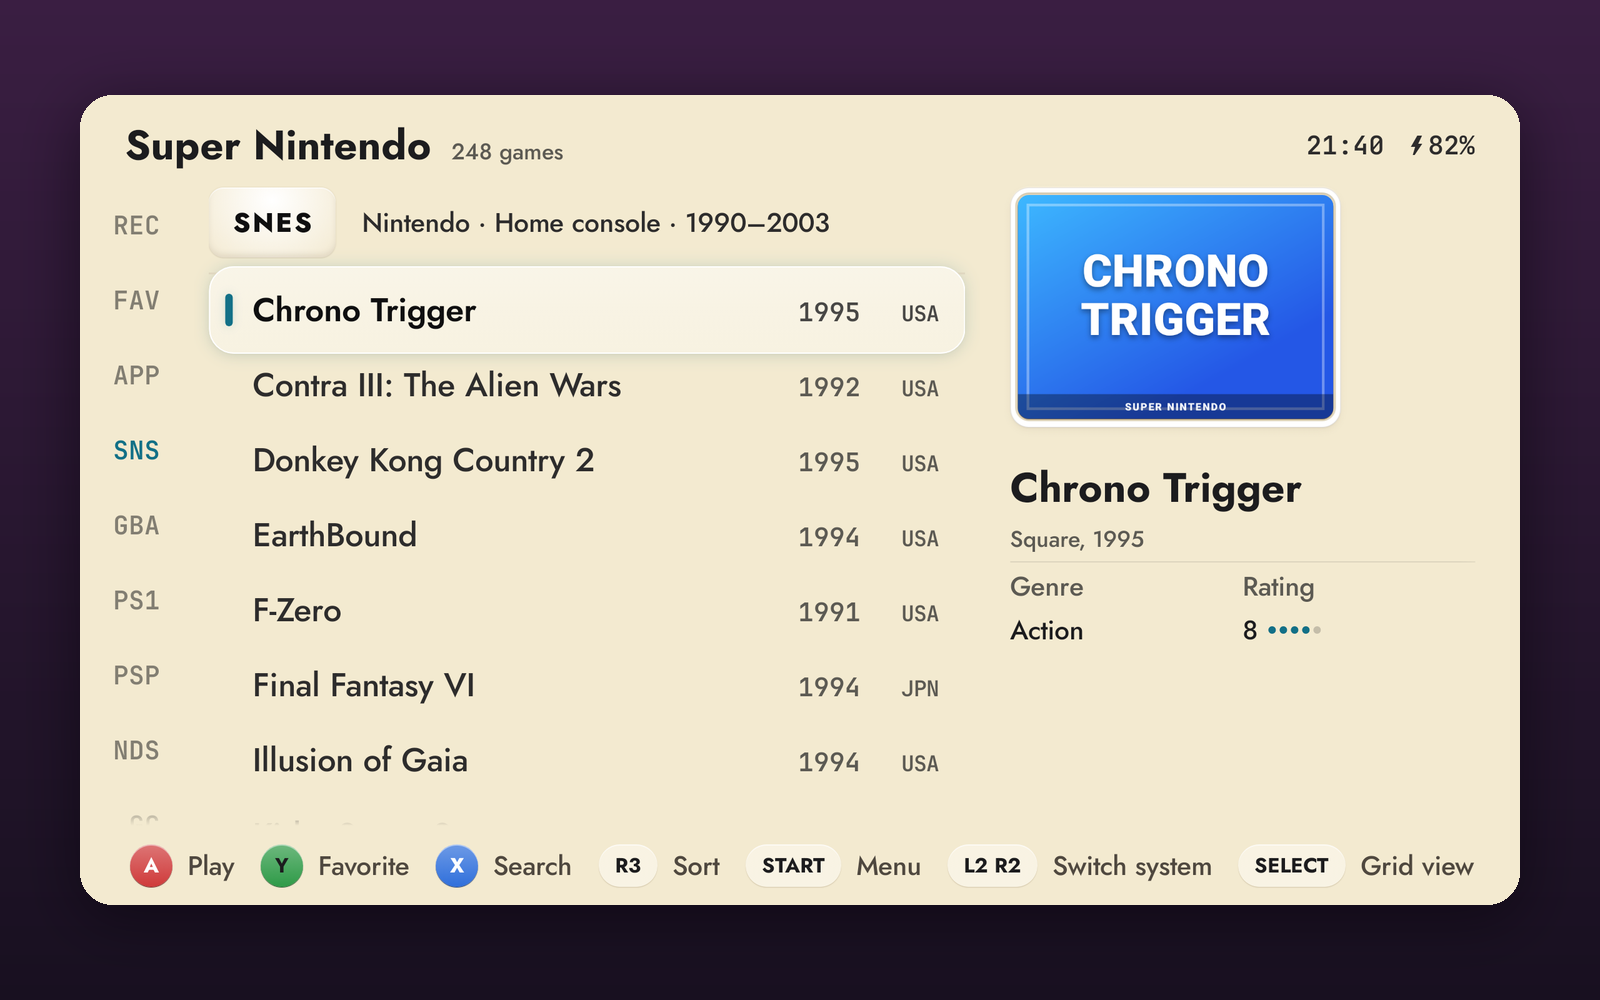 Super Nintendo 248 games
21:40 82%
REC
FAV
APP
SNS
GBA
PS1
PSP
NDS
SNES Nintendo · Home console · 1990–2003
Chrono Trigger 1995 USA
Contra III: The Alien Wars 1992 USA
Donkey Kong Country 2 1995 USA
EarthBound 1994 USA
F-Zero 1991 USA
Final Fantasy VI 1994 JPN
Illusion of Gaia 1994 USA
CHRONO
TRIGGER
SUPER NINTENDO
Chrono Trigger
Square, 1995
Genre Rating
Action 8
A Play Y Favorite X Search R3 Sort START Menu L2 R2 Switch system SELECT Grid view